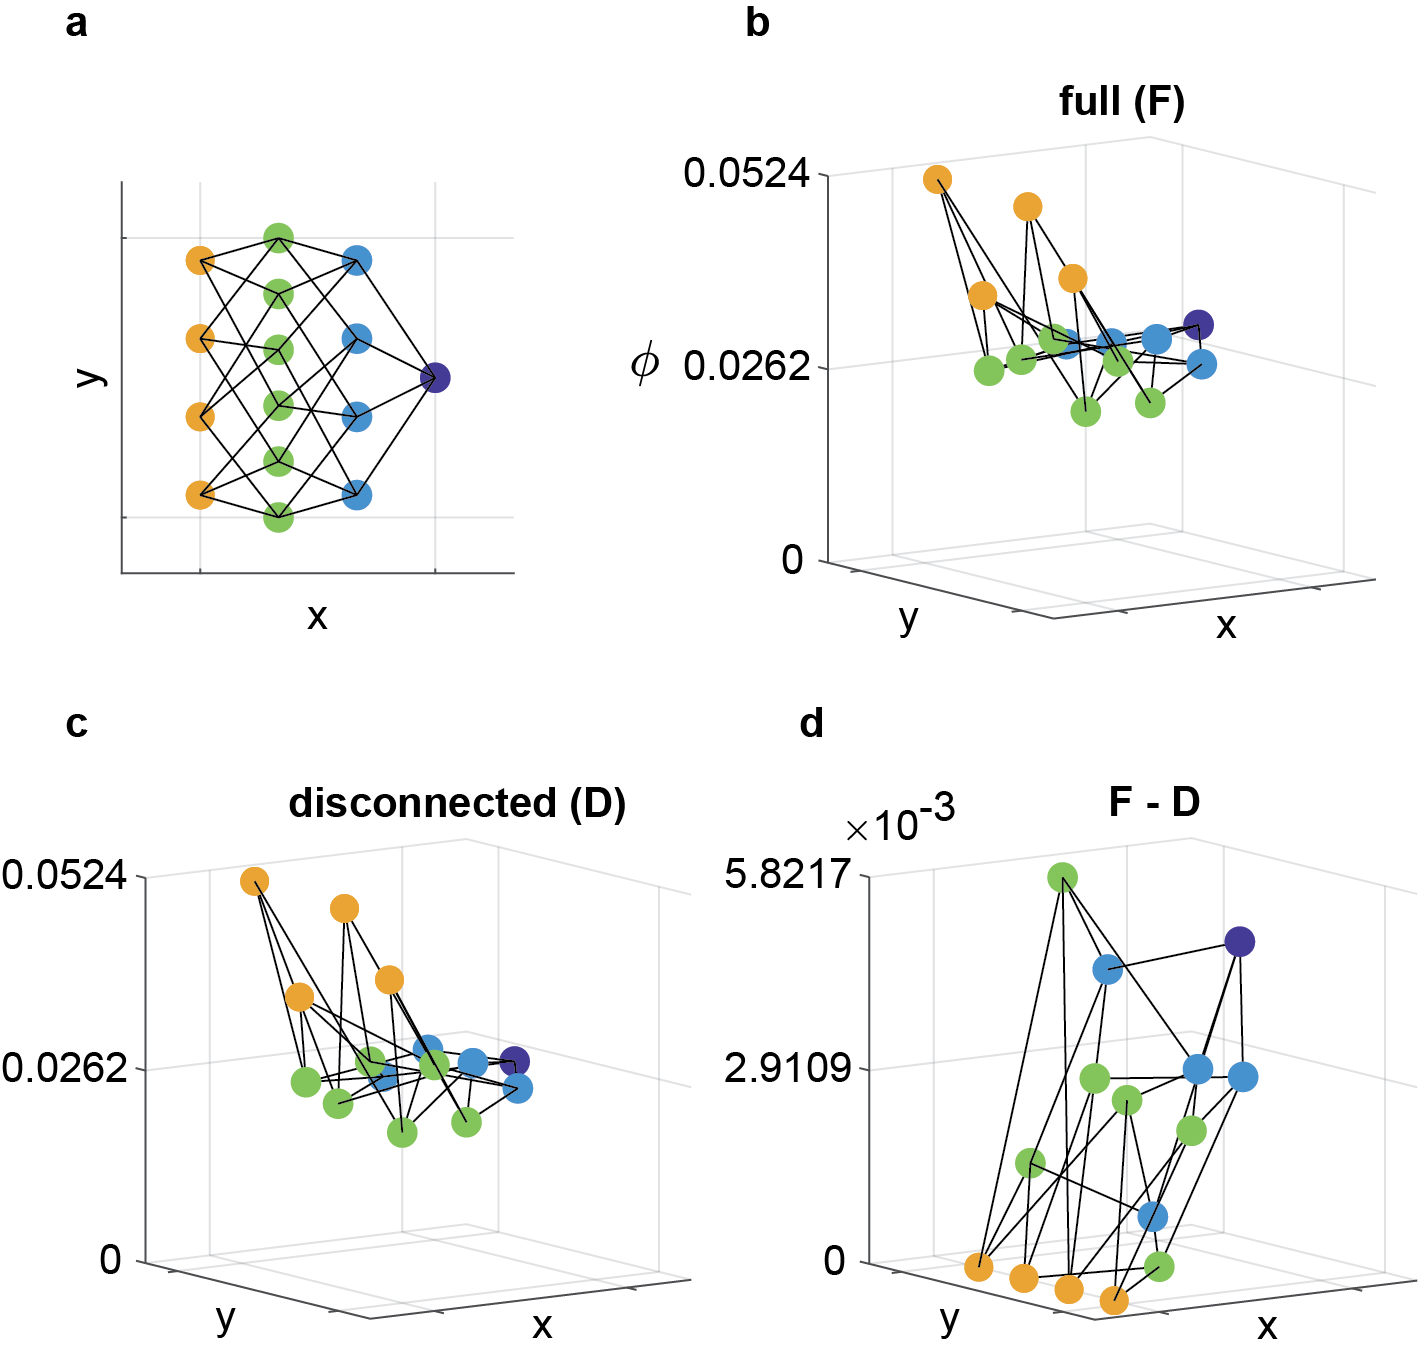 a
y
x
b
full (F)
0.0524
ϕ 0.0262
0
y
x
c
disconnected (D)
0.0524
0.0262
0
y
x
d
F - D
×10-3
5.8217
2.9109
0
y
x